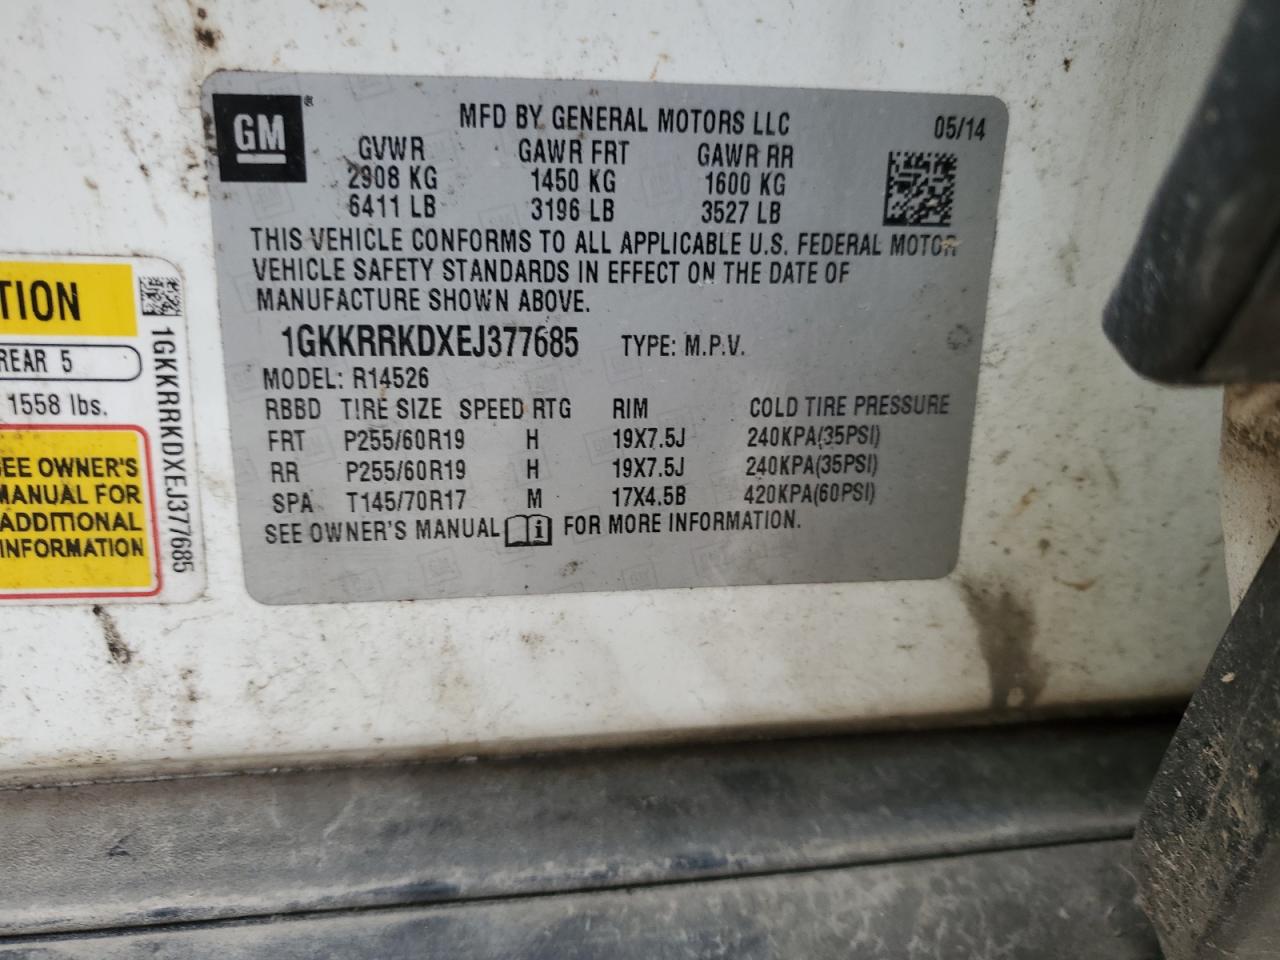 GM
®
MFD BY GENERAL MOTORS LLC
05/14
GVWR GAWR FRT GAWR RR
2908 KG 1450 KG 1600 KG
6411 LB 3196 LB 3527 LB
THIS VEHICLE CONFORMS TO ALL APPLICABLE U.S. FEDERAL MOTOR
VEHICLE SAFETY STANDARDS IN EFFECT ON THE DATE OF
MANUFACTURE SHOWN ABOVE.
1GKKRRKDXEJ377685 TYPE: M.P.V.
MODEL: R14526
RBBD TIRE SIZE SPEED RTG RIM COLD TIRE PRESSURE
FRT P255/60R19 H 19X7.5J 240KPA(35PSI)
RR P255/60R19 H 19X7.5J 240KPA(35PSI)
SPA T145/70R17 M 17X4.5B 420KPA(60PSI)
SEE OWNER'S MANUAL i FOR MORE INFORMATION.
TION
REAR 5
1558 lbs.
SEE OWNER'S
MANUAL FOR
ADDITIONAL
INFORMATION
1GKKRRKDXEJ377685